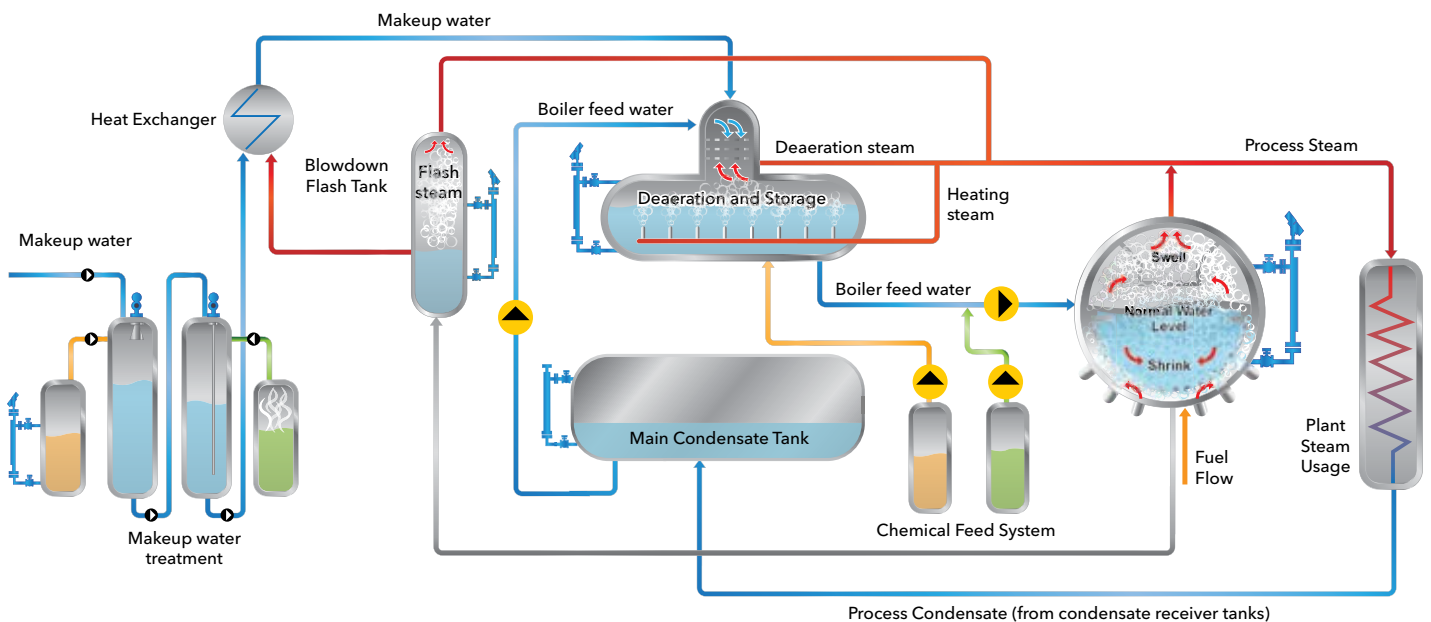 Makeup water
Heat Exchanger
Boiler feed water
Blowdown
Flash Tank
Flash
steam
Deaeration steam
Process Steam
Deaeration and Storage
Heating
steam
Makeup water
Swell
Boiler feed water
Normal Water
Level
Shrink
Main Condensate Tank
Plant
Steam
Usage
Fuel
Flow
Chemical Feed System
Makeup water
treatment
Process Condensate (from condensate receiver tanks)